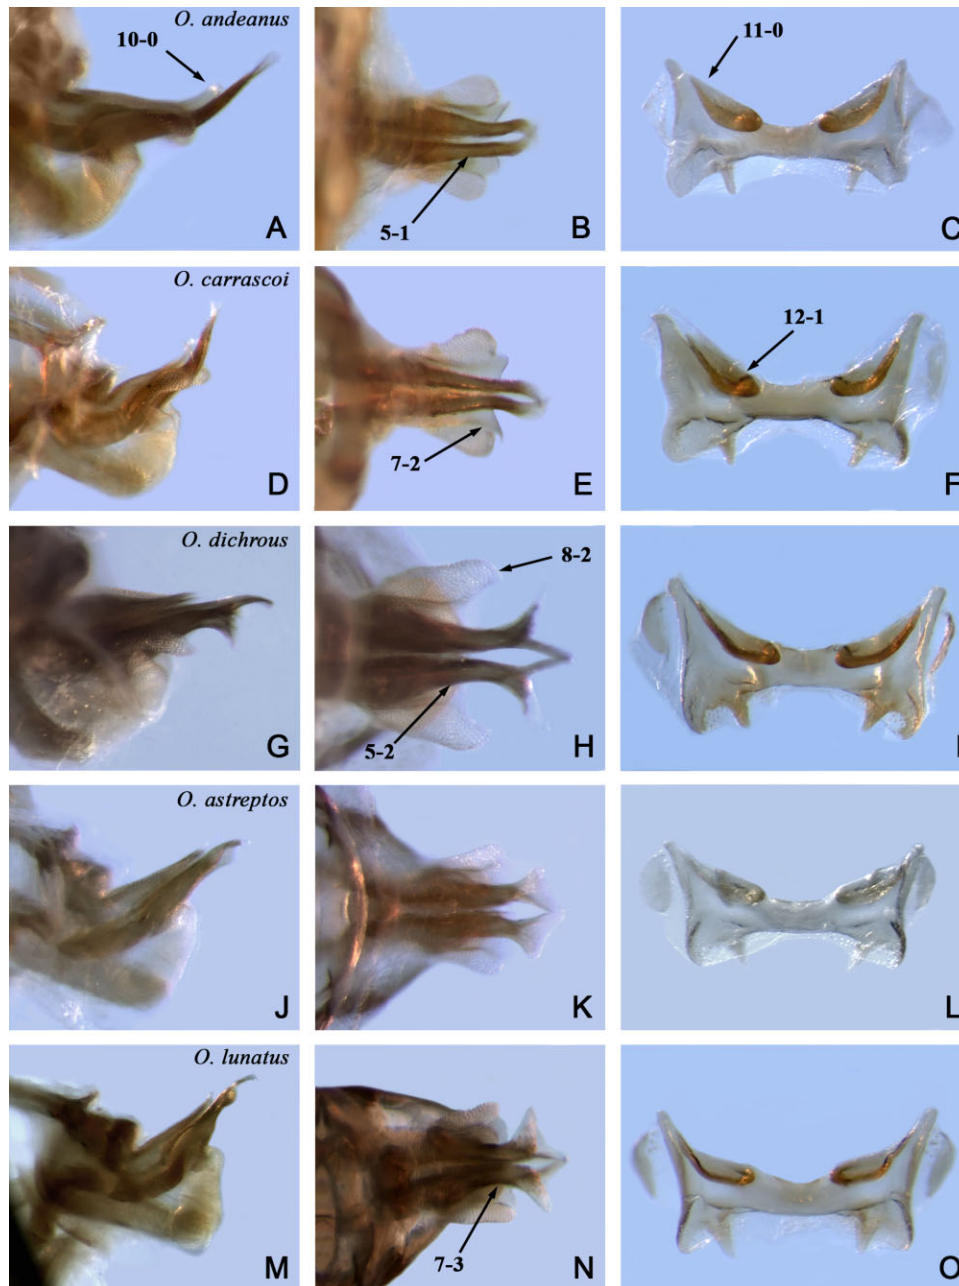 O. andeanus
10-0
11-0
5-1
A
B
C
O. carrascoi
12-1
7-2
D
E
F
O. dichrous
8-2
5-2
G
H
I
O. astreptos
J
K
L
O. lunatus
7-3
M
N
O